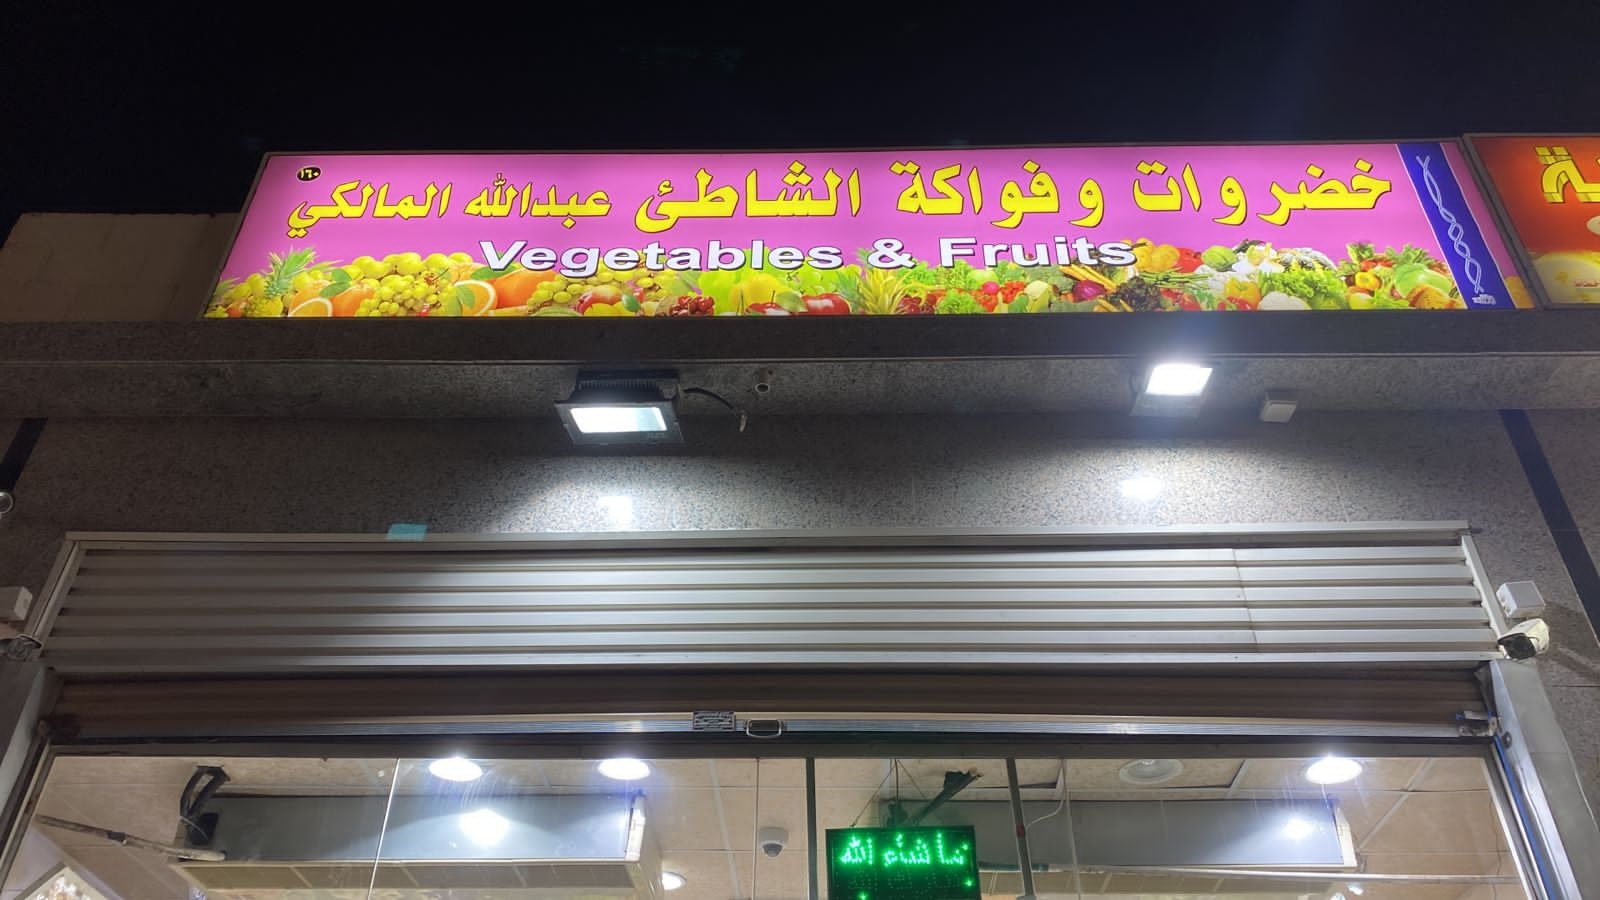 خضروات وفواكة الشاطئ عبدالله المالكي
١٦٠
Vegetables & Fruits
ما شاء الله